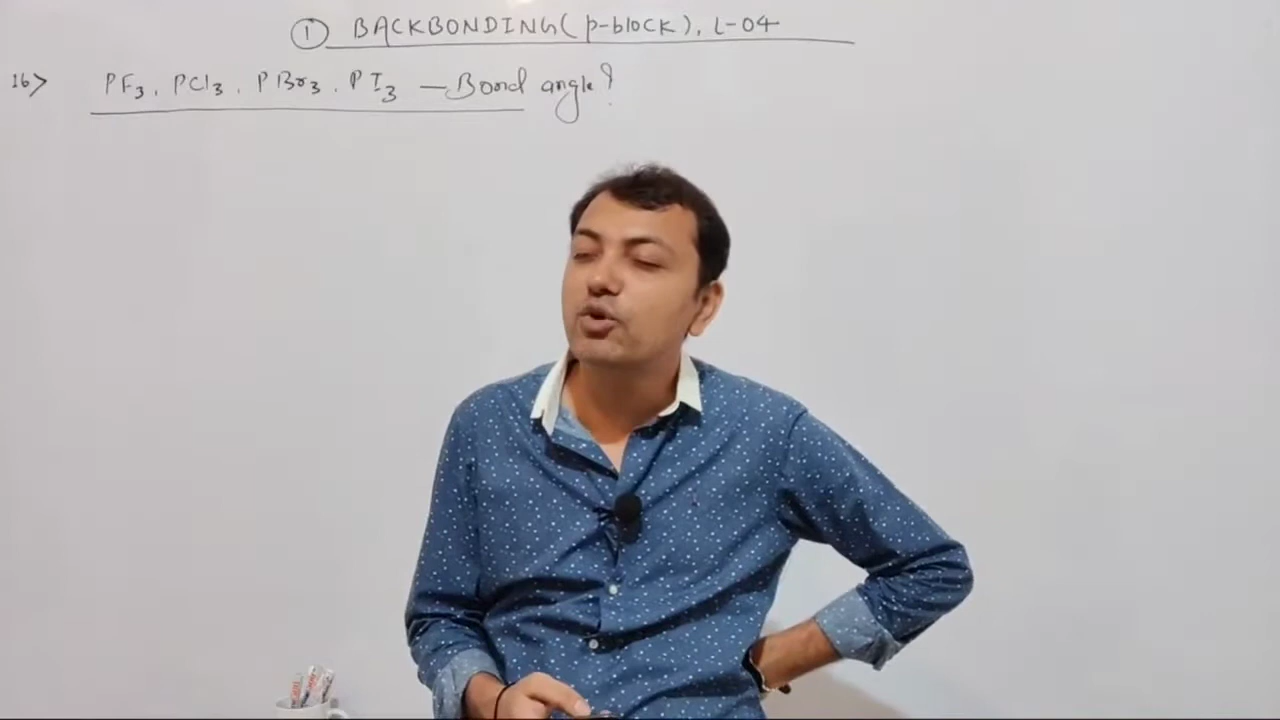 ① BACKBONDING (p-block), L-04
16> PF₃, PCl₃, PBr₃, PI₃ — Bond angle?